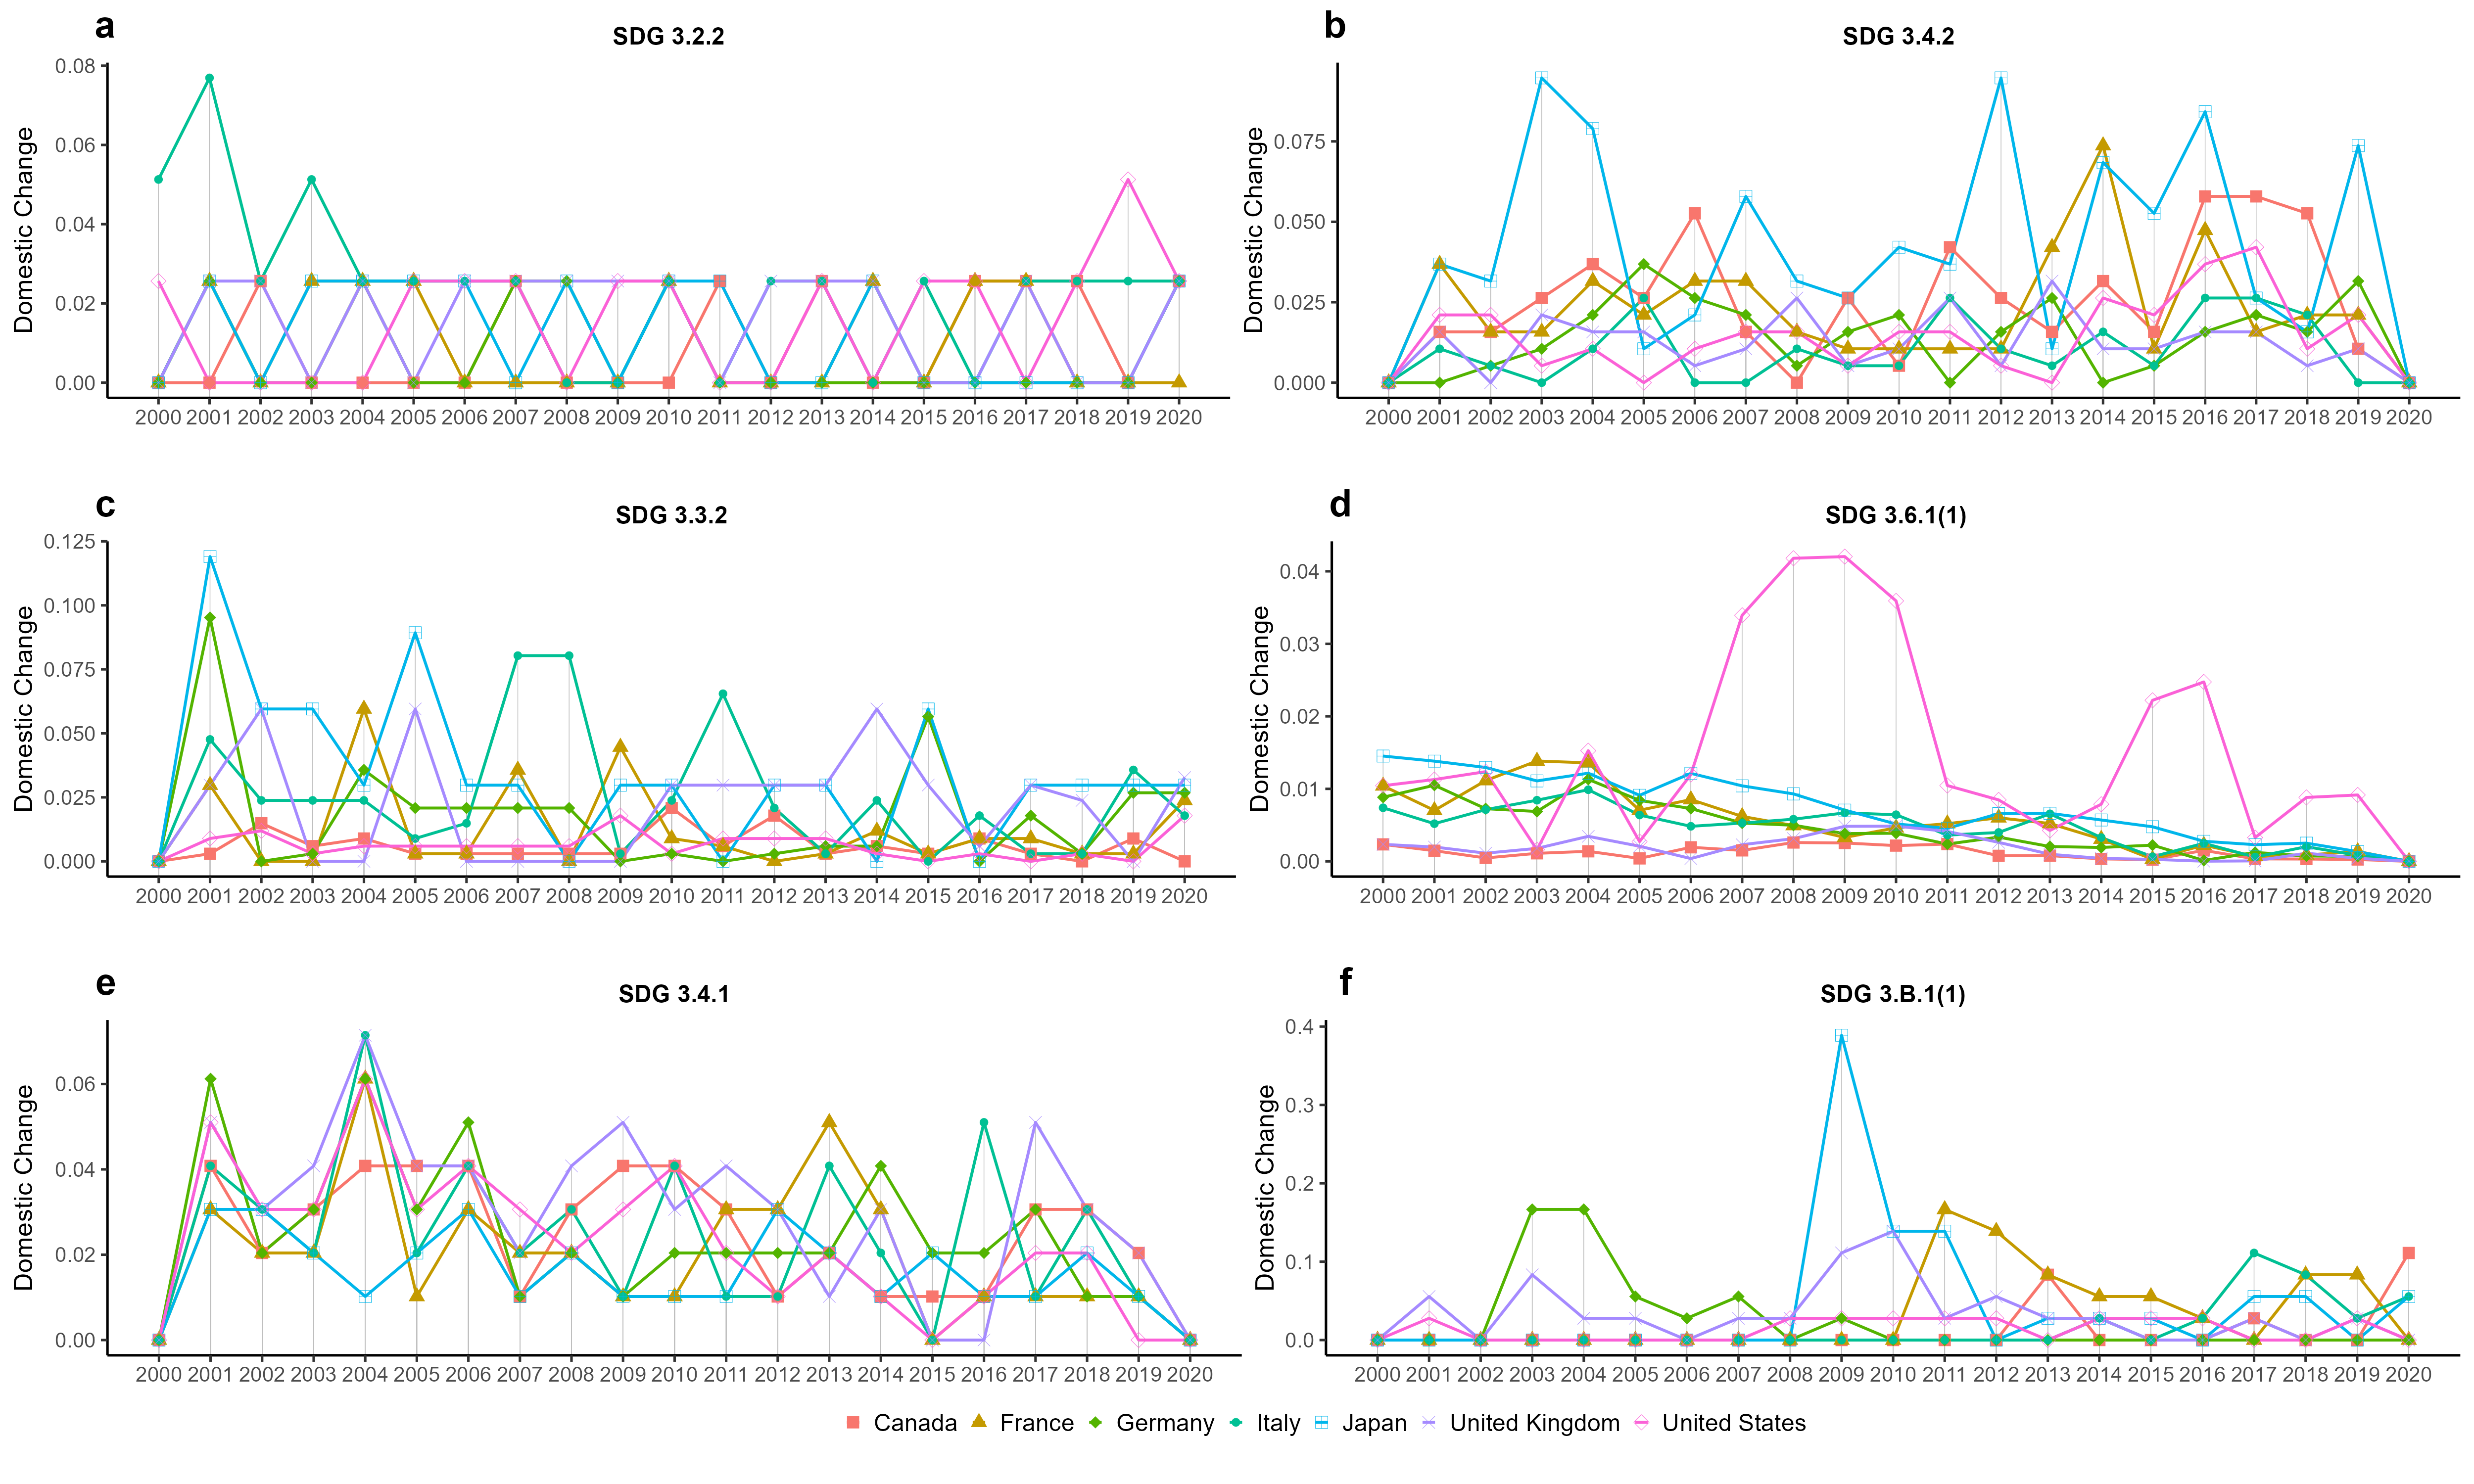 a
SDG 3.2.2
Domestic Change
0.08
0.06
0.04
0.02
0.00
2000 2001 2002 2003 2004 2005 2006 2007 2008 2009 2010 2011 2012 2013 2014 2015 2016 2017 2018 2019 2020
b
SDG 3.4.2
Domestic Change
0.075
0.050
0.025
0.000
2000 2001 2002 2003 2004 2005 2006 2007 2008 2009 2010 2011 2012 2013 2014 2015 2016 2017 2018 2019 2020
c
SDG 3.3.2
Domestic Change
0.125
0.100
0.075
0.050
0.025
0.000
2000 2001 2002 2003 2004 2005 2006 2007 2008 2009 2010 2011 2012 2013 2014 2015 2016 2017 2018 2019 2020
d
SDG 3.6.1(1)
Domestic Change
0.04
0.03
0.02
0.01
0.00
2000 2001 2002 2003 2004 2005 2006 2007 2008 2009 2010 2011 2012 2013 2014 2015 2016 2017 2018 2019 2020
e
SDG 3.4.1
Domestic Change
0.06
0.04
0.02
0.00
2000 2001 2002 2003 2004 2005 2006 2007 2008 2009 2010 2011 2012 2013 2014 2015 2016 2017 2018 2019 2020
f
SDG 3.B.1(1)
Domestic Change
0.4
0.3
0.2
0.1
0.0
2000 2001 2002 2003 2004 2005 2006 2007 2008 2009 2010 2011 2012 2013 2014 2015 2016 2017 2018 2019 2020
Canada France Germany Italy Japan United Kingdom United States